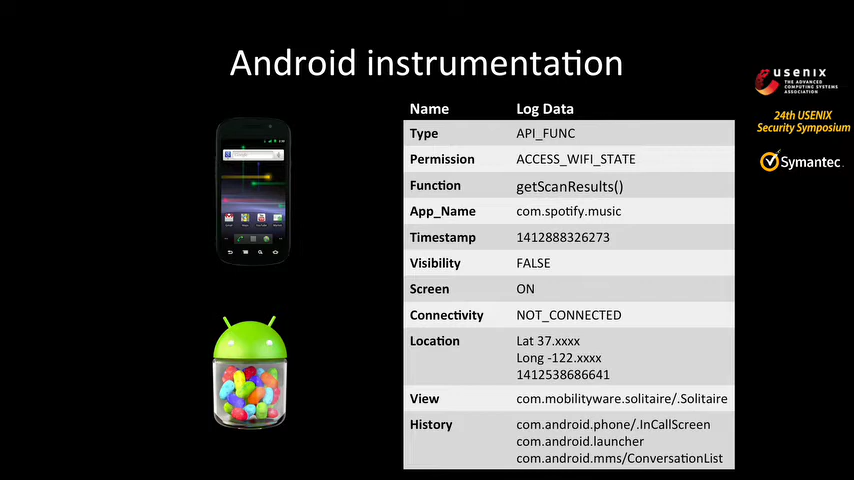 Android instrumentation
usenix
THE ADVANCED
COMPUTING SYSTEMS
ASSOCIATION
24th USENIX
Security Symposium
Symantec.
Name Log Data
Type API_FUNC
Permission ACCESS_WIFI_STATE
Function getScanResults()
App_Name com.spotify.music
Timestamp 1412888326273
Visibility FALSE
Screen ON
Connectivity NOT_CONNECTED
Location Lat 37.xxxx
Long -122.xxxx
1412538686641
View com.mobilityware.solitaire/.Solitaire
History com.android.phone/.InCallScreen
com.android.launcher
com.android.mms/ConversationList